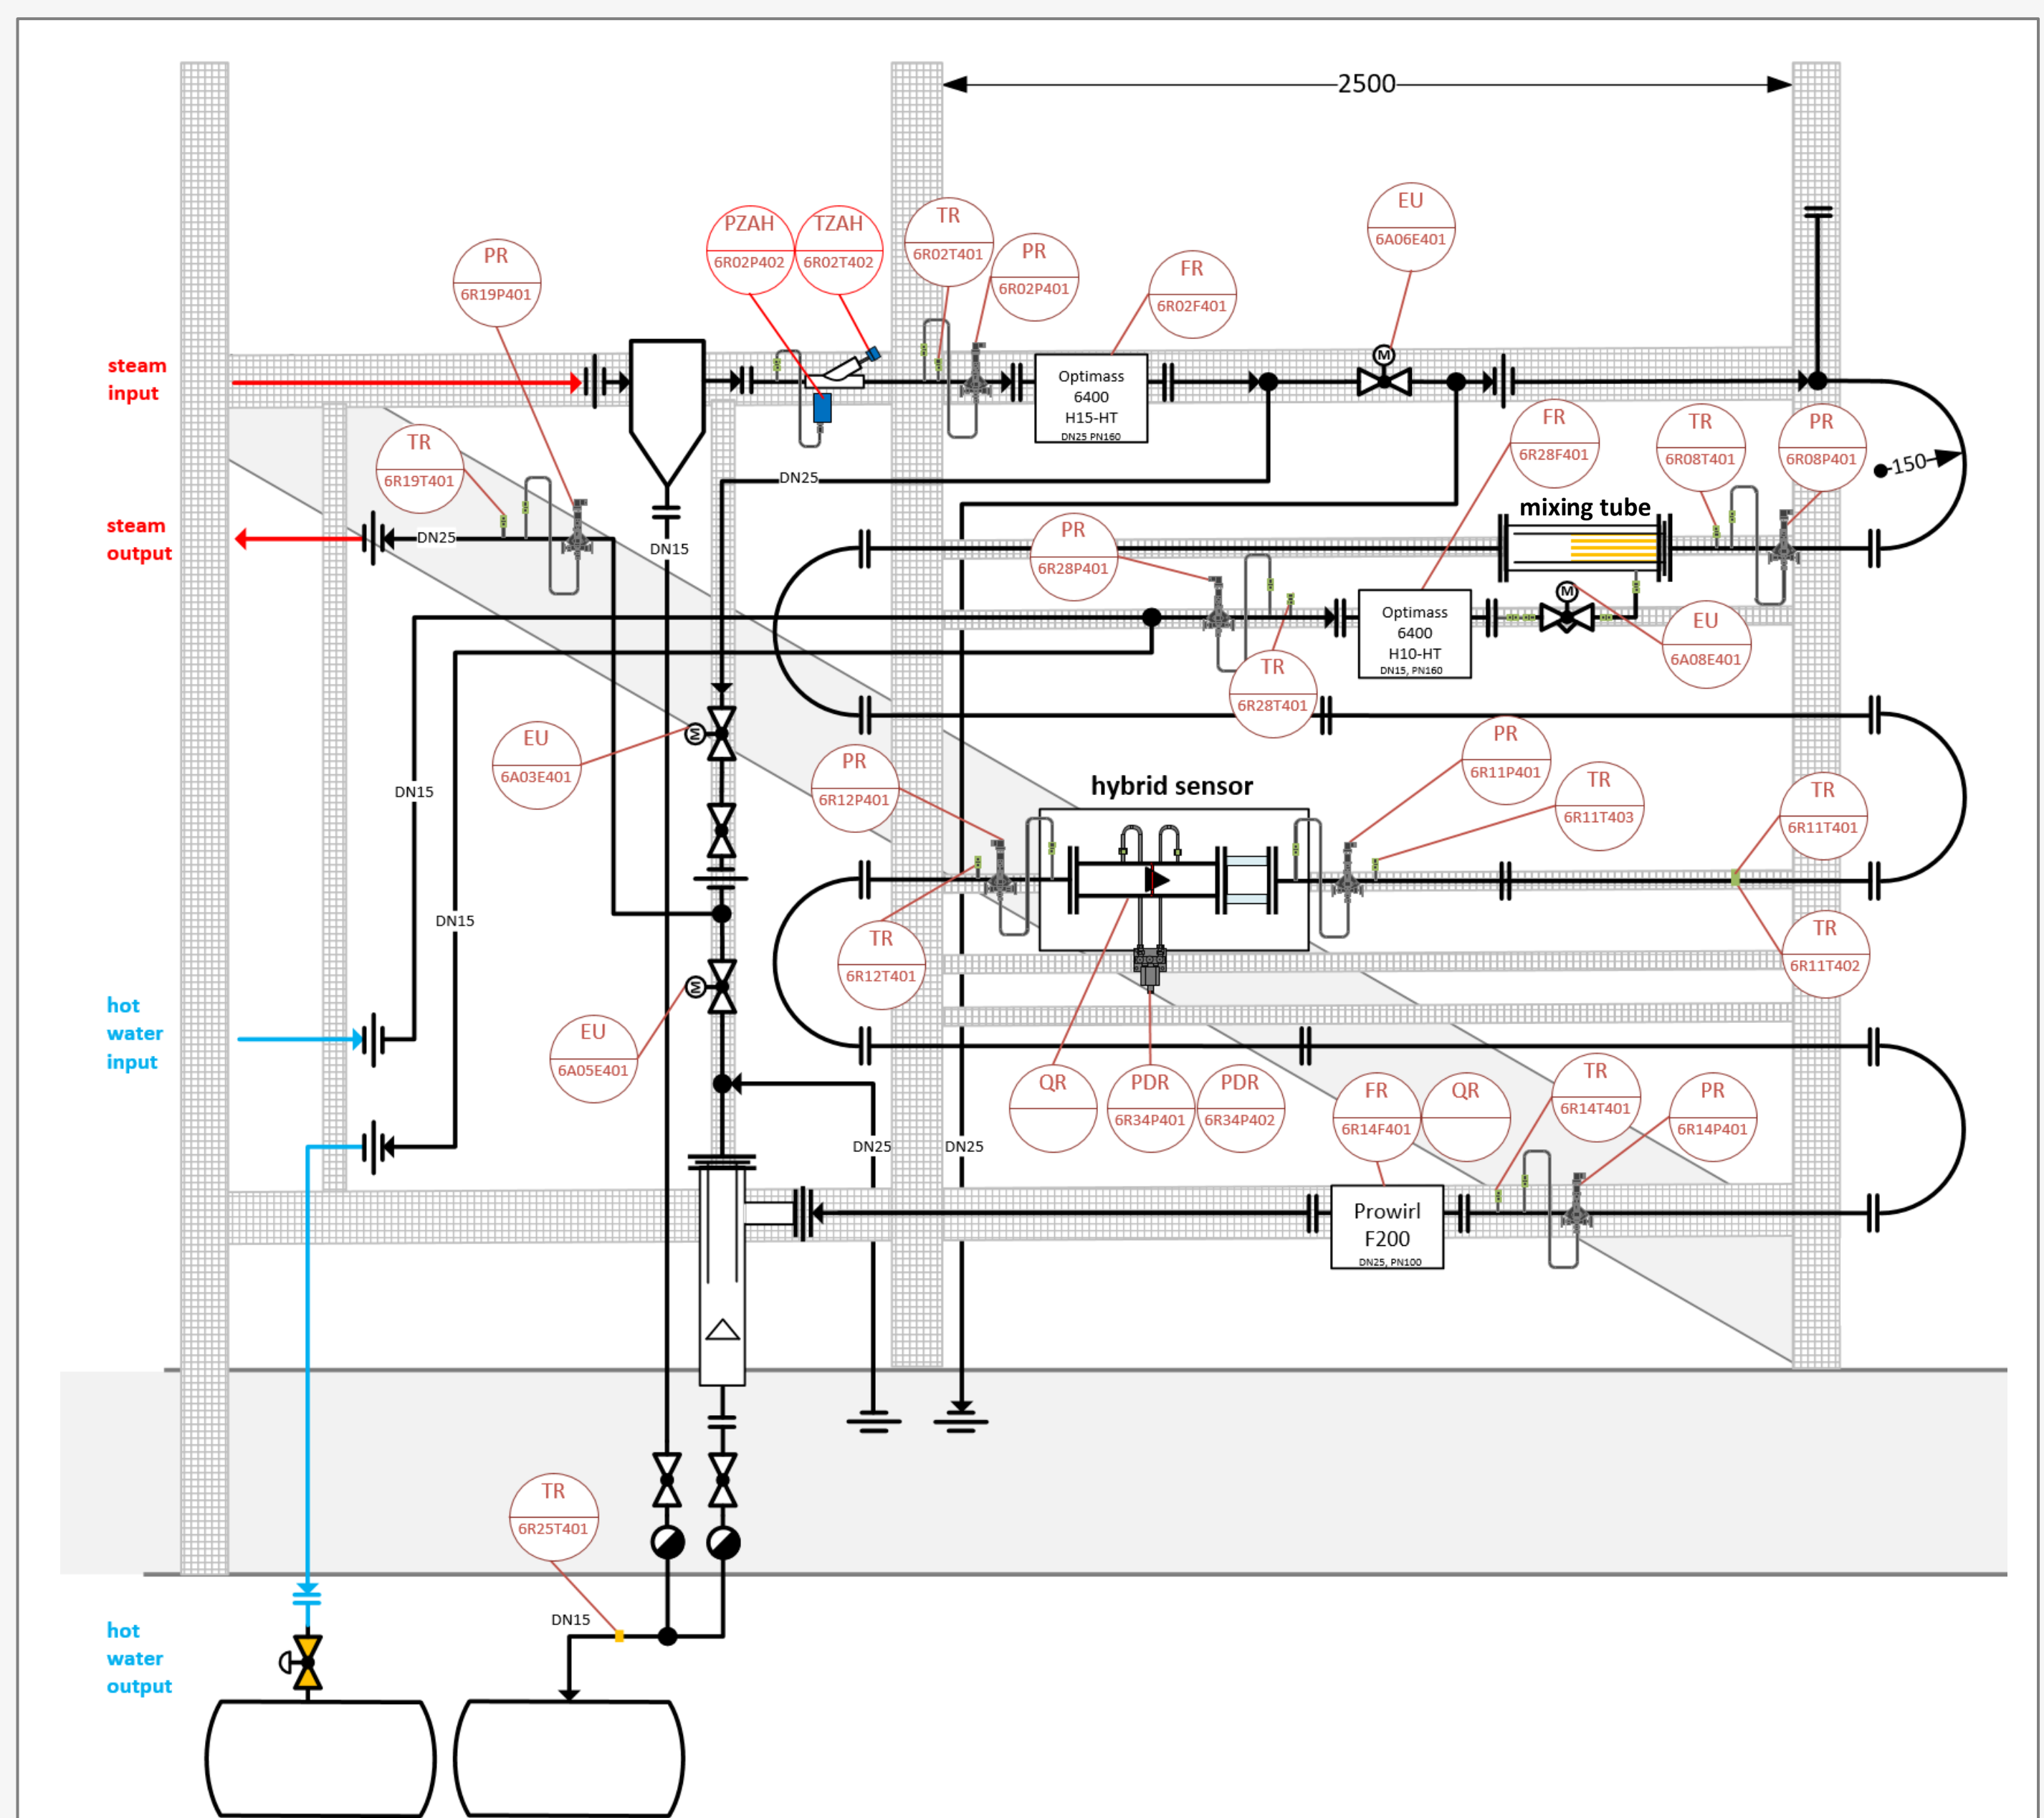 2500
EU
6A06E401
PZAH
6R02P402
TZAH
6R02T402
TR
6R02T401
PR
6R02P401
FR
6R02F401
PR
6R19P401
steam
input
M
Optimass
6400
H15-HT
DN25 PN160
TR
6R19T401
FR
6R28F401
TR
6R08T401
PR
6R08P401
150
DN25
steam
output
DN25
DN15
mixing tube
PR
6R28P401
M
Optimass
6400
H10-HT
DN15, PN160
EU
6A08E401
TR
6R28T401
EU
6A03E401
M
PR
6R12P401
PR
6R11P401
TR
6R11T403
TR
6R11T401
hybrid sensor
DN15
DN15
TR
6R12T401
TR
6R11T402
hot
water
input
M
EU
6A05E401
QR
PDR
6R34P401
PDR
6R34P402
FR
6R14F401
QR
TR
6R14T401
PR
6R14P401
DN25
DN25
Prowirl
F200
DN25, PN100
TR
6R25T401
DN15
hot
water
output